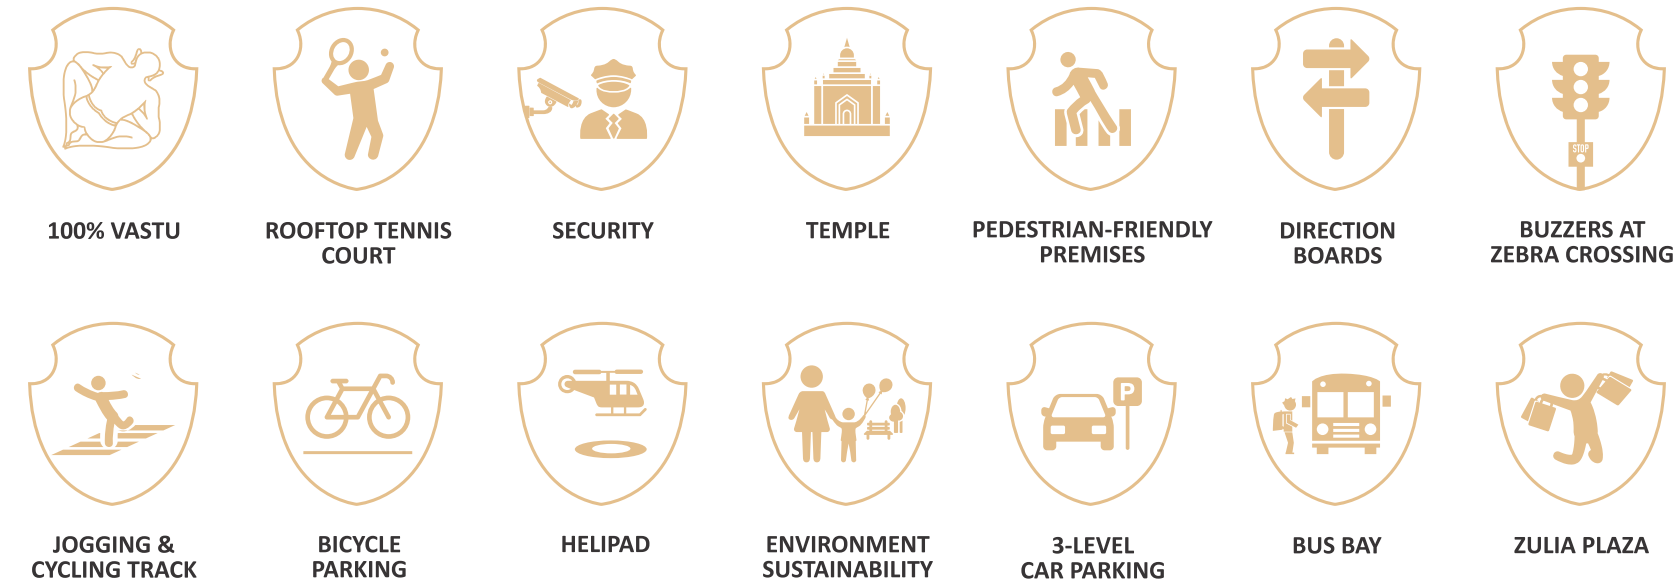 STOP
100% VASTU
ROOFTOP TENNIS
COURT
SECURITY
TEMPLE
PEDESTRIAN-FRIENDLY
PREMISES
DIRECTION
BOARDS
BUZZERS AT
ZEBRA CROSSING
P
JOGGING &
CYCLING TRACK
BICYCLE
PARKING
HELIPAD
ENVIRONMENT
SUSTAINABILITY
3-LEVEL
CAR PARKING
BUS BAY
ZULIA PLAZA